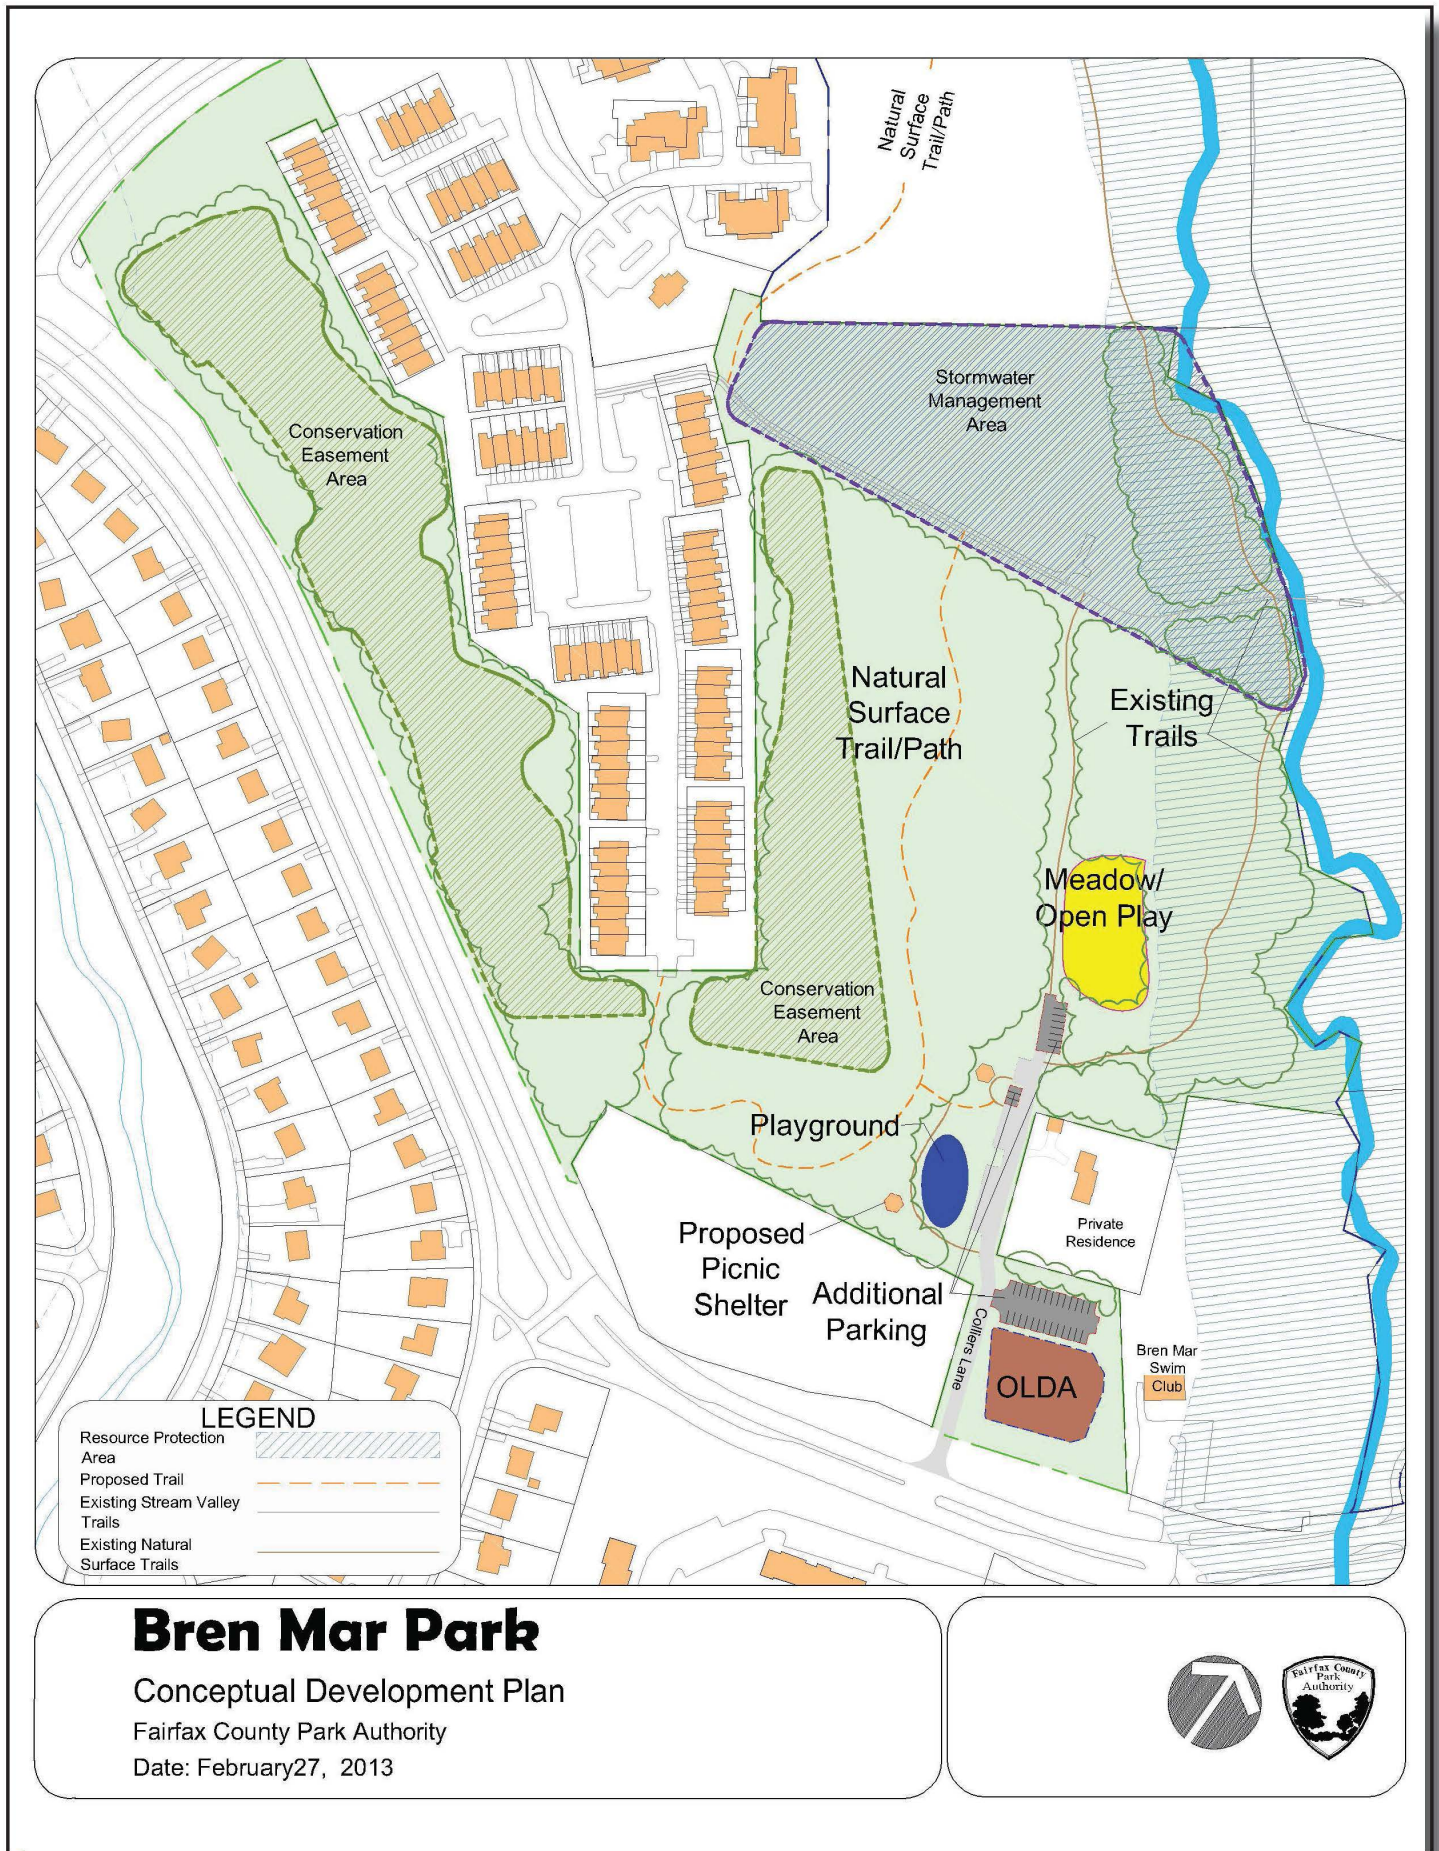 Natural
Surface
Trail/Path
Stormwater
Management
Area
Conservation
Easement
Area
Natural
Surface
Trail/Path
Existing
Trails
Meadow/
Open Play
Conservation
Easement
Area
Playground
Proposed
Picnic
Shelter
Additional
Parking
Private
Residence
Colliers Lane
OLDA
Bren Mar
Swim
Club
LEGEND
Resource Protection
Area
Proposed Trail
Existing Stream Valley
Trails
Existing Natural
Surface Trails
Bren Mar Park
Conceptual Development Plan
Fairfax County Park Authority
Date: February27, 2013
Fairfax County
Park
Authority